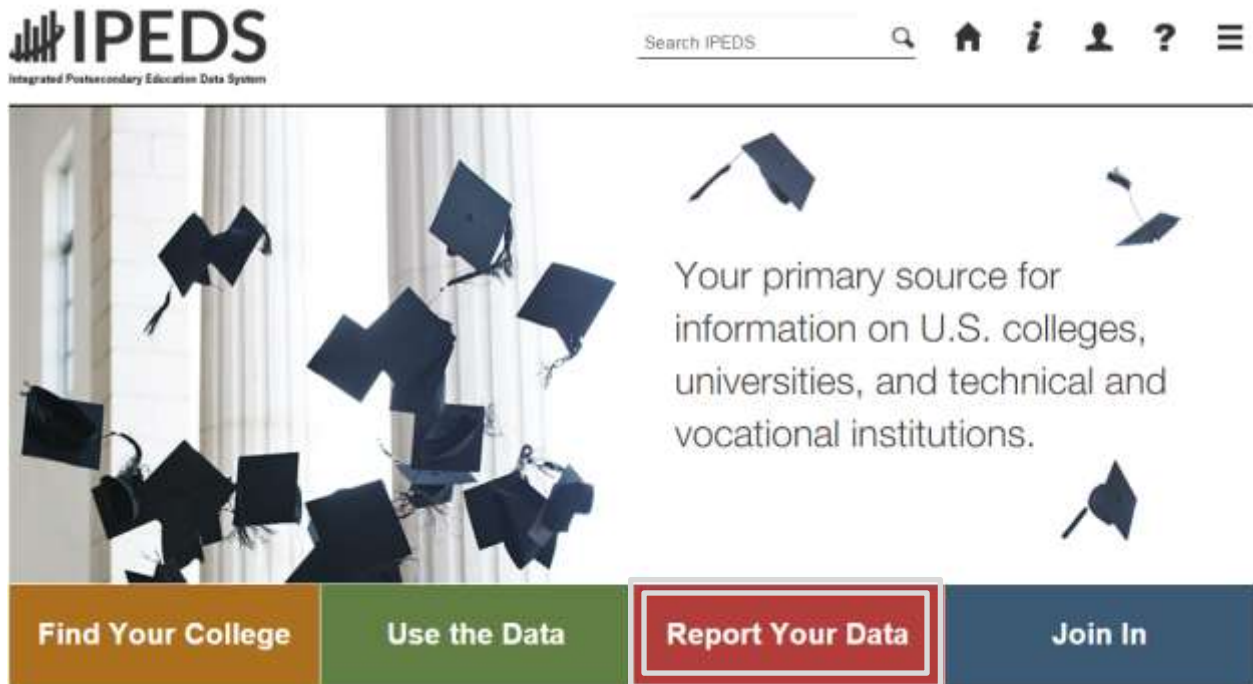 IPEDS
Integrated Postsecondary Education Data System
Search IPEDS
Your primary source for
information on U.S. colleges,
universities, and technical and
vocational institutions.
Find Your College
Use the Data
Report Your Data
Join In